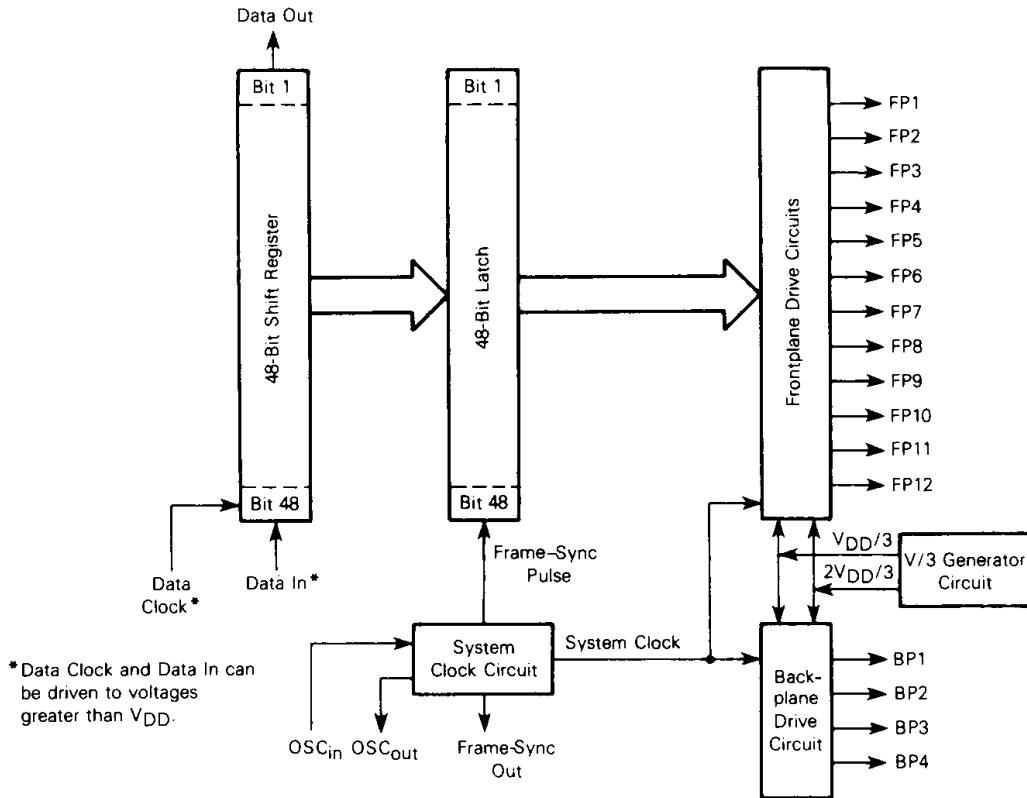 Data Out
Bit 1
48-Bit Shift Register
Bit 48
Data
Clock*
Data In*
Bit 1
48-Bit Latch
Bit 48
Frame-Sync
Pulse
Frontplane Drive Circuits
FP1
FP2
FP3
FP4
FP5
FP6
FP7
FP8
FP9
FP10
FP11
FP12
VDD/3
2VDD/3
V/3 Generator
Circuit
System
Clock Circuit
System Clock
OSCin
OSCout
Frame-Sync
Out
Back-
plane
Drive
Circuit
BP1
BP2
BP3
BP4
*Data Clock and Data In can
be driven to voltages
greater than VDD.